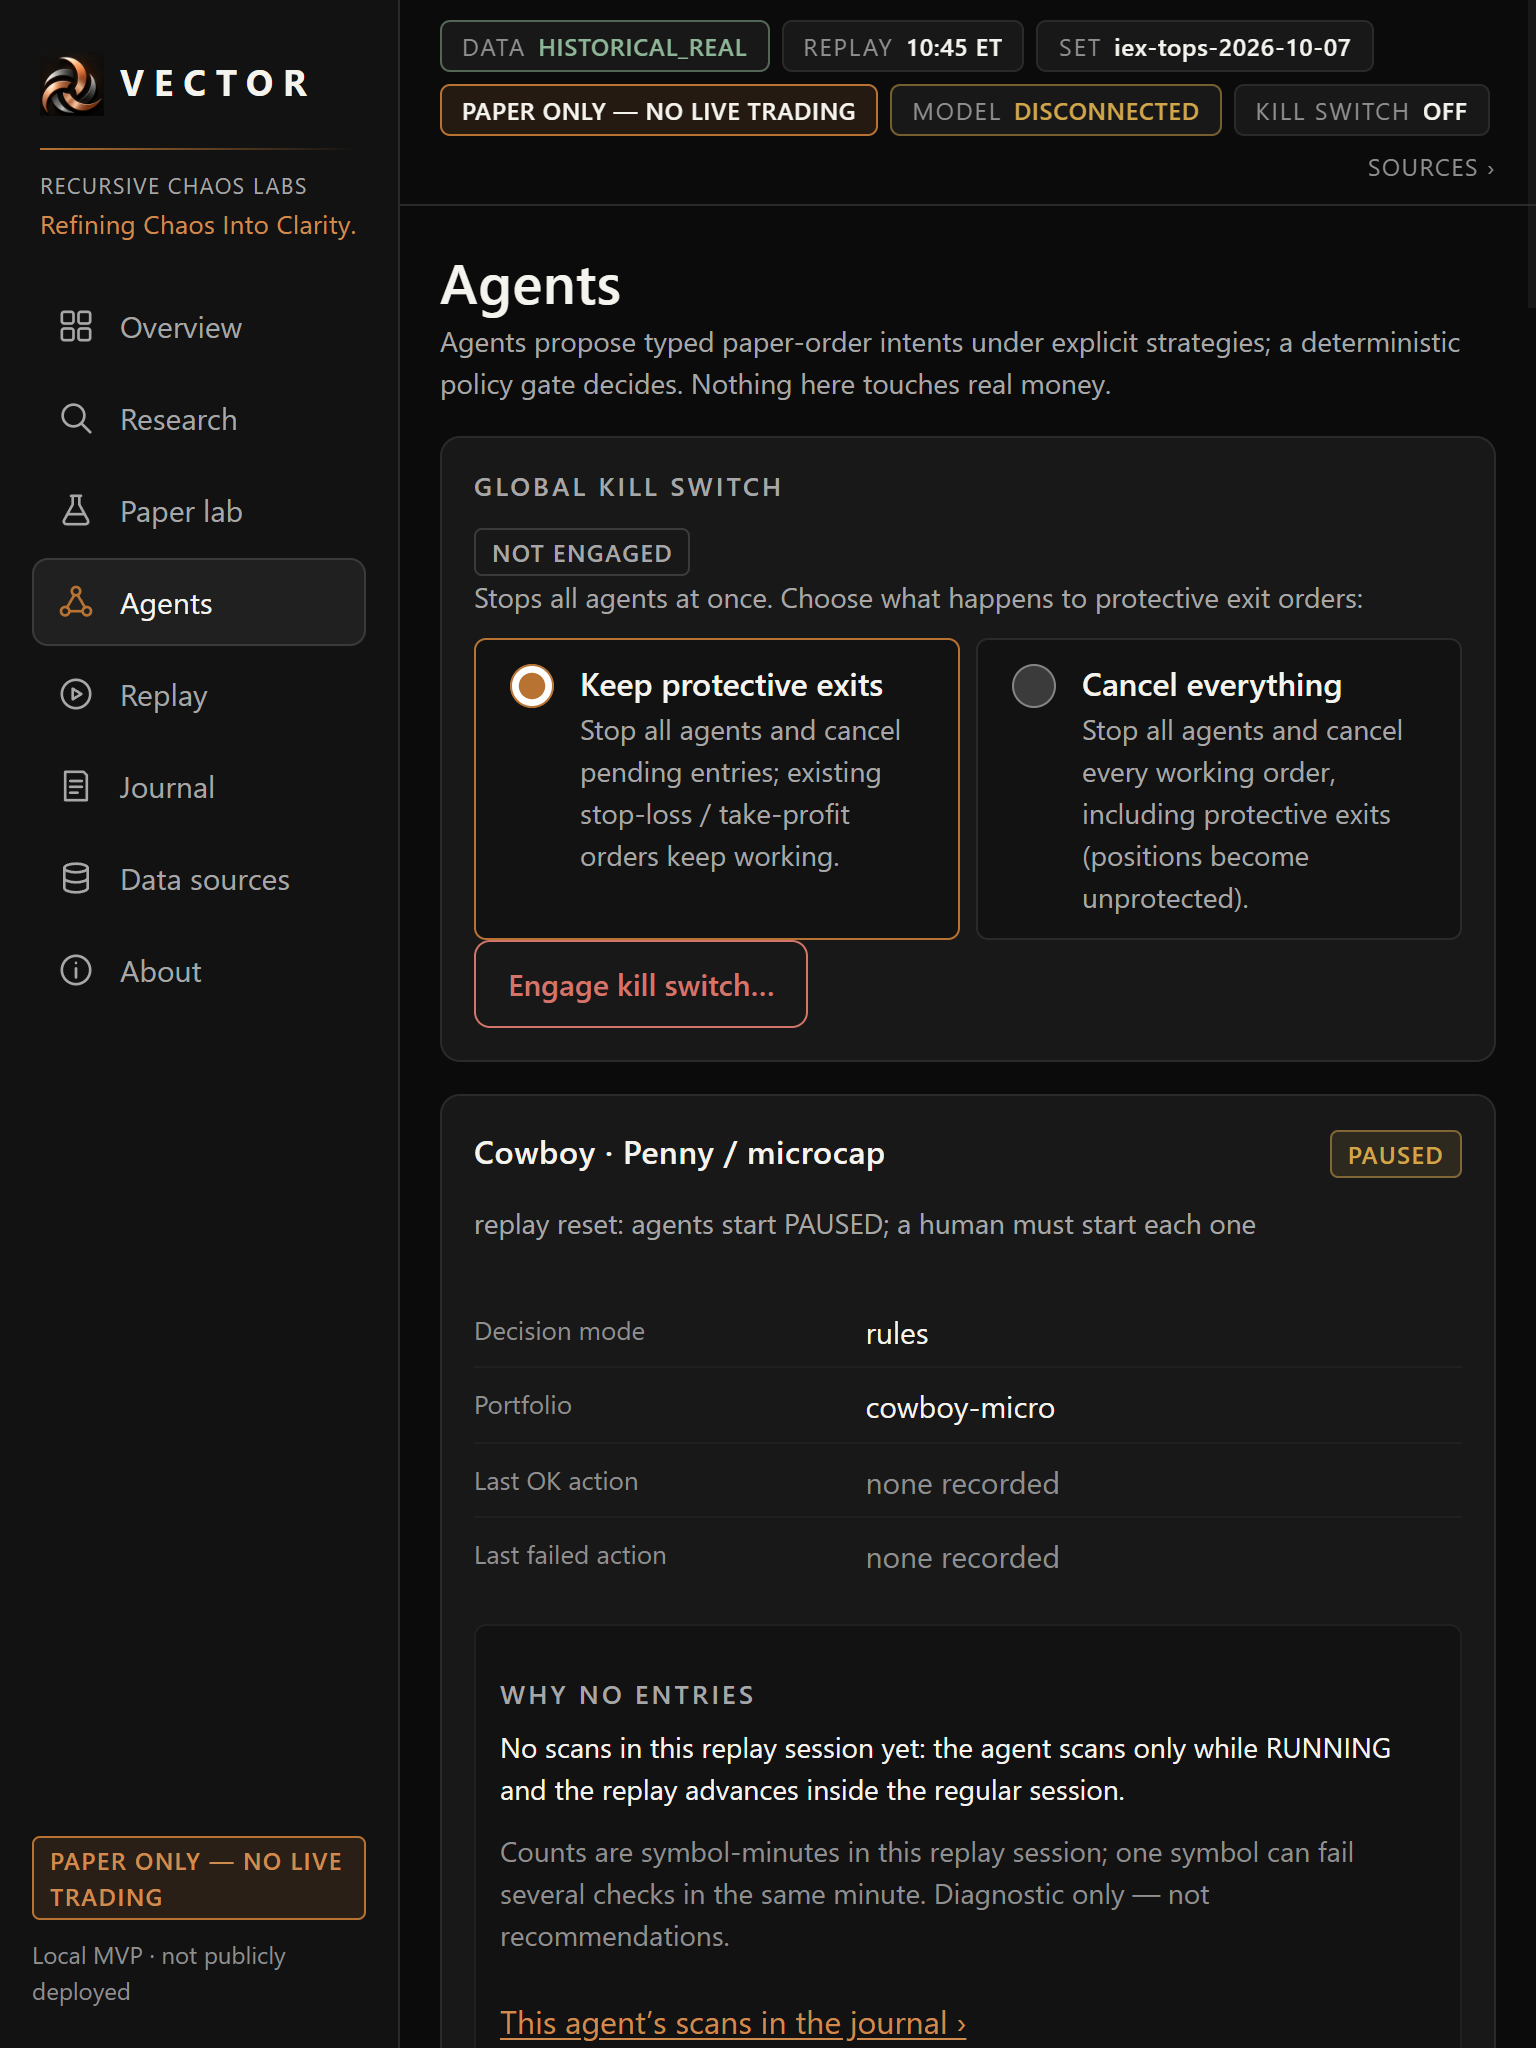 VECTOR
RECURSIVE CHAOS LABS
Refining Chaos Into Clarity.
Overview
Research
Paper lab
Agents
Replay
Journal
Data sources
About
PAPER ONLY — NO LIVE
TRADING
Local MVP · not publicly
deployed
DATA HISTORICAL_REAL
REPLAY 10:45 ET
SET iex-tops-2026-10-07
PAPER ONLY — NO LIVE TRADING
MODEL DISCONNECTED
KILL SWITCH OFF
SOURCES ›
Agents
Agents propose typed paper-order intents under explicit strategies; a deterministic
policy gate decides. Nothing here touches real money.
GLOBAL KILL SWITCH
NOT ENGAGED
Stops all agents at once. Choose what happens to protective exit orders:
Keep protective exits
Stop all agents and cancel
pending entries; existing
stop-loss / take-profit
orders keep working.
Cancel everything
Stop all agents and cancel
every working order,
including protective exits
(positions become
unprotected).
Engage kill switch...
Cowboy · Penny / microcap
PAUSED
replay reset: agents start PAUSED; a human must start each one
Decision mode rules
Portfolio cowboy-micro
Last OK action none recorded
Last failed action none recorded
WHY NO ENTRIES
No scans in this replay session yet: the agent scans only while RUNNING
and the replay advances inside the regular session.
Counts are symbol-minutes in this replay session; one symbol can fail
several checks in the same minute. Diagnostic only — not
recommendations.
This agent’s scans in the journal ›